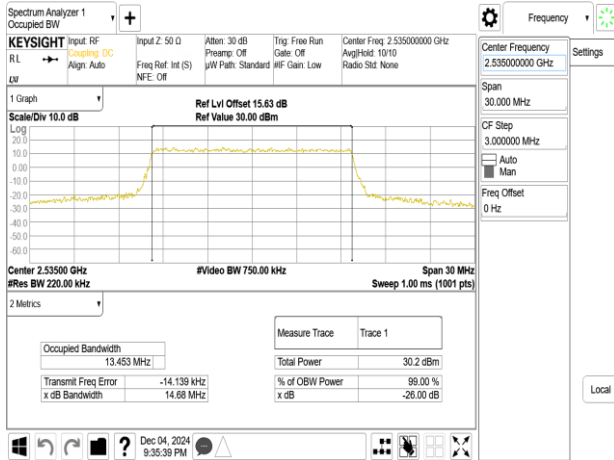 Spectrum Analyzer 1
Occupied BW
Frequency
KEYSIGHT
Input: RF
Coupling: DC
Align: Auto
Input Z: 50 Ω
Freq Ref: Int (S)
NFE: Off
Atten: 30 dB
Preamp: Off
µW Path: Standard
Trig: Free Run
Gate: Off
#IF Gain: Low
Center Freq: 2.535000000 GHz
Avg|Hold: 10/10
Radio Std: None
RL
LXI
Center Frequency
2.535000000 GHz
Settings
Span
30.000 MHz
CF Step
3.000000 MHz
Auto
Man
Freq Offset
0 Hz
Local
1 Graph
Scale/Div 10.0 dB
Ref Lvl Offset 15.63 dB
Ref Value 30.00 dBm
Log
20.0
10.0
0.00
-10.0
-20.0
-30.0
-40.0
-50.0
-60.0
Center 2.53500 GHz
#Video BW 750.00 kHz
Span 30 MHz
#Res BW 220.00 kHz
Sweep 1.00 ms (1001 pts)
2 Metrics
Measure Trace
Trace 1
Occupied Bandwidth
13.453 MHz
Total Power
30.2 dBm
Transmit Freq Error
-14.139 kHz
% of OBW Power
99.00 %
x dB Bandwidth
14.68 MHz
x dB
-26.00 dB
Dec 04, 2024
9:35:39 PM